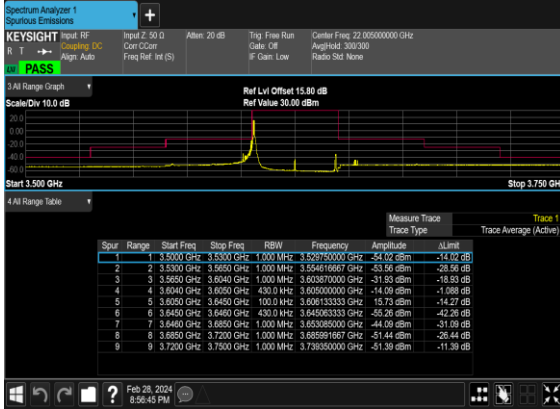 Spectrum Analyzer 1
Spurious Emissions
+
KEYSIGHT Input: RF Input Z: 50 Ω Atten: 20 dB Trig: Free Run Center Freq: 22.005000000 GHz
R T Coupling: DC Corr CCorr Gate: Off Avg|Hold: 300/300
Align: Auto Freq Ref: Int (S) IF Gain: Low Radio Std: None
PASS
3 All Range Graph
Ref Lvl Offset 15.80 dB
Scale/Div 10.0 dB Ref Value 30.00 dBm
20.0
0.00
-20.0
-40.0
-60.0
Start 3.500 GHz Stop 3.750 GH
4 All Range Table
Measure Trace Trace 1
Trace Type Trace Average (Active)
Spur Range Start Freq Stop Freq RBW Frequency Amplitude ΔLimit
1 1 3.5000 GHz 3.5300 GHz 1.000 MHz 3.529750000 GHz -54.02 dBm -14.02 dB
2 2 3.5300 GHz 3.5650 GHz 1.000 MHz 3.554616667 GHz -53.56 dBm -28.56 dB
3 3 3.5650 GHz 3.6040 GHz 1.000 MHz 3.603870000 GHz -31.93 dBm -18.93 dB
4 4 3.6040 GHz 3.6050 GHz 430.0 kHz 3.605000000 GHz -14.09 dBm -1.088 dB
5 5 3.6050 GHz 3.6450 GHz 100.0 kHz 3.606133333 GHz 15.73 dBm -14.27 dB
6 6 3.6450 GHz 3.6460 GHz 430.0 kHz 3.645063333 GHz -55.26 dBm -42.26 dB
7 7 3.6460 GHz 3.6850 GHz 1.000 MHz 3.653085000 GHz -44.09 dBm -31.09 dB
8 8 3.6850 GHz 3.7200 GHz 1.000 MHz 3.685991667 GHz -51.44 dBm -26.44 dB
9 9 3.7200 GHz 3.7500 GHz 1.000 MHz 3.739350000 GHz -51.39 dBm -11.39 dB
? Feb 28, 2024
8:56:45 PM